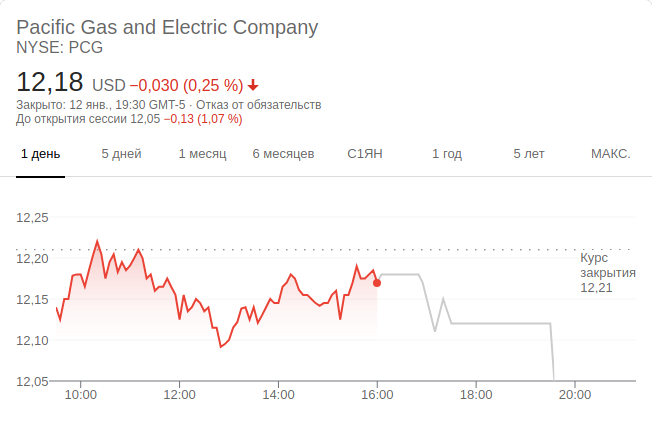 Pacific Gas and Electric Company
NYSE: PCG
12,18 USD −0,030 (0,25 %)
Закрыто: 12 янв., 19:30 GMT-5 · Отказ от обязательств
До открытия сессии 12,05 −0,13 (1,07 %)
1 день 5 дней 1 месяц 6 месяцев С1ЯН 1 год 5 лет МАКС.
12,25
12,20
12,15
12,10
12,05
Курс
закрытия
12,21
10:00 12:00 14:00 16:00 18:00 20:00